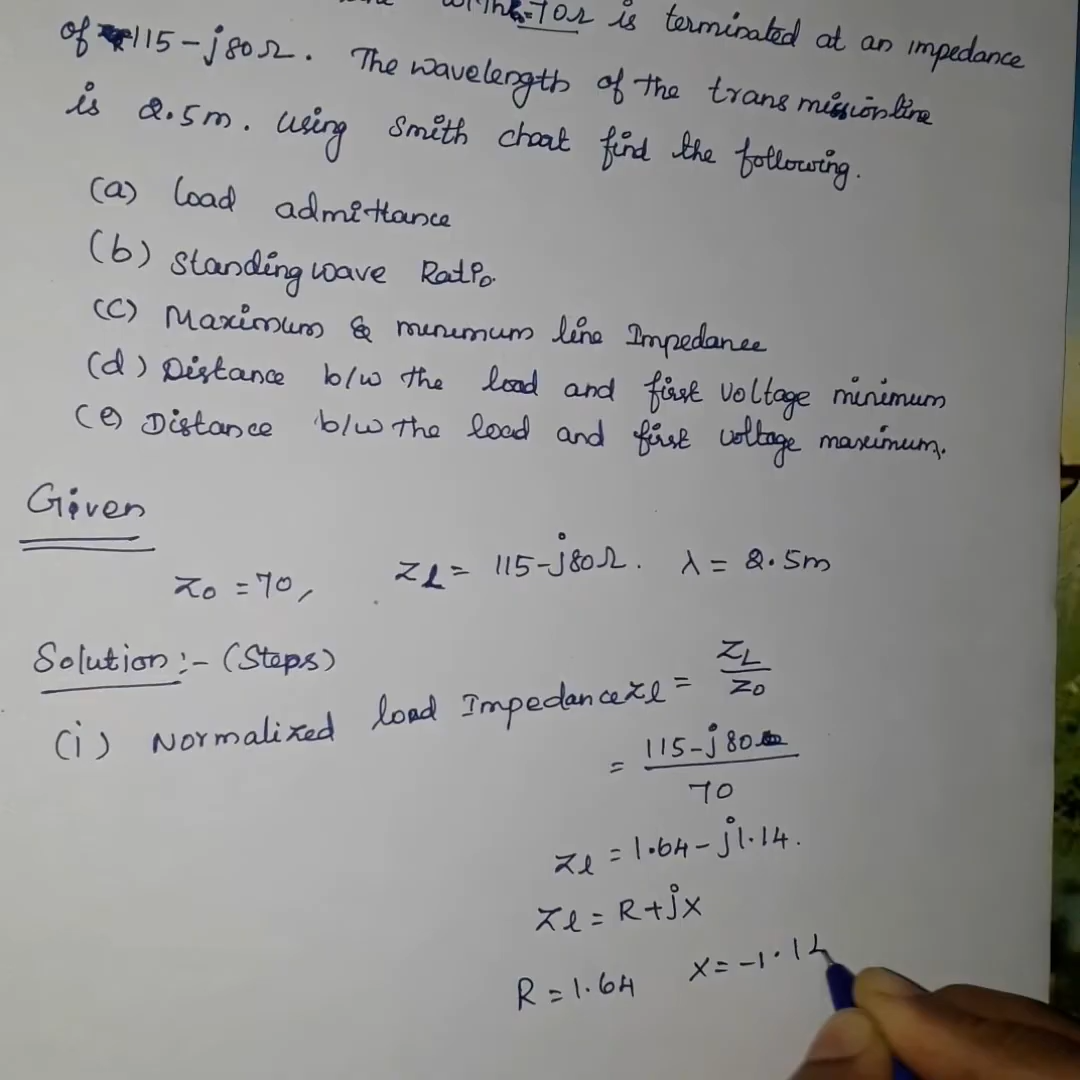 is terminated at an impedance
of 115-j80Ω. The wavelength of the transmission line
is 2.5m. Using Smith chart find the following.
(a) Load admittance
(b) Standing wave Ratio.
(c) Maximum & minimum line Impedance
(d) Distance b/w the load and first voltage minimum
(e) Distance b/w the load and first voltage maximum.
Given
Z0 = 70, Zl = 115-j80Ω. λ = 2.5m
Solution:- (Steps)
(i) Normalized load Impedance zl = ZL/Z0
= 115-j80/70
zl = 1.64-j1.14.
zl = R+jX
R = 1.64 X = -1.14